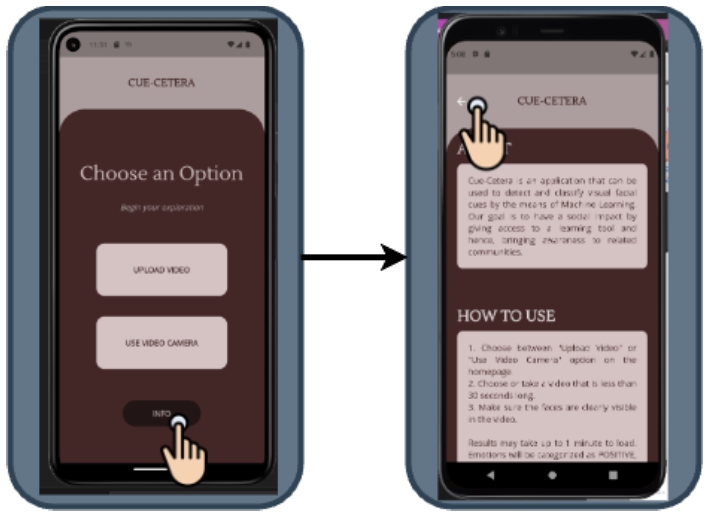 11:51
CUE-CETERA
Choose an Option
Begin your exploration
UPLOAD VIDEO
USE VIDEO CAMERA
INFO
5:08
CUE-CETERA
Cue-Cetera is an application that can be
used to detect and classify visual facial
cues by the means of Machine Learning.
Our goal is to have a social impact by
giving access to a learning tool and
hence, bringing awareness to related
communities.
HOW TO USE
1. Choose between "Upload Video" or
"Use Video Camera" option on the
homepage.
2. Choose or take a video that is less than
30 seconds long.
3. Make sure the faces are clearly visible
in the video.
Results may take up to 1 minute to load.
Emotions will be categorized as POSITIVE,